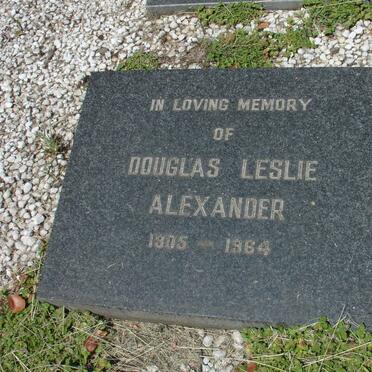 IN LOVING MEMORY
OF
DOUGLAS LESLIE
ALEXANDER
1905 – 1964